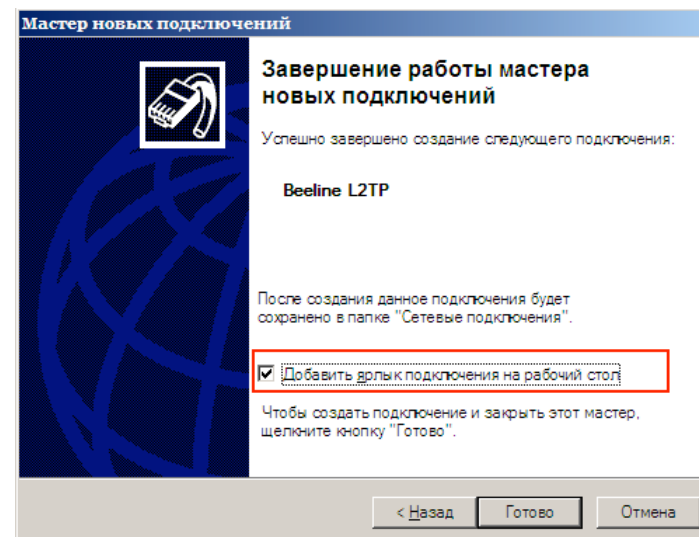 Мастер новых подключений
Завершение работы мастера
новых подключений
Успешно завершено создание следующего подключения:
Beeline L2TP
После создания данное подключения будет
сохранено в папке "Сетевые подключения".
Добавить ярлык подключения на рабочий стол
Чтобы создать подключение и закрыть этот мастер,
щелкните кнопку "Готово".
< Назад
Готово
Отмена